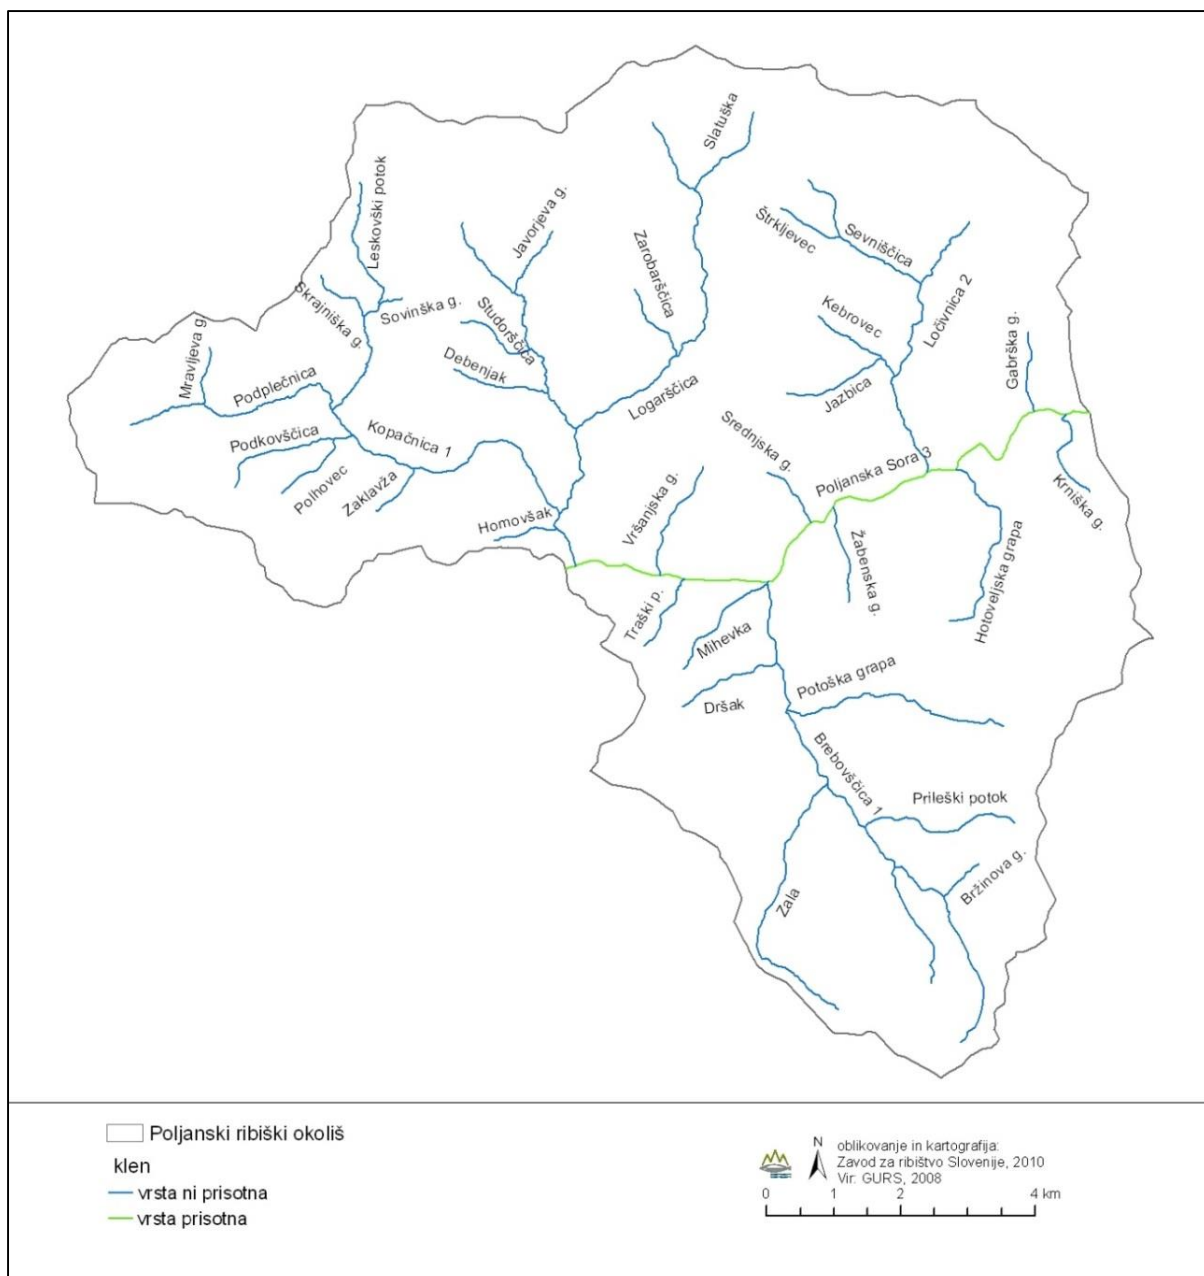 Slatuška
Leskovški potok
Javorjeva g.
Štrkljevec
Sevniščica
Zarobarščica
Skrajniška g.
Sovinška g.
Ločivnica 2
Studorščica
Kebrovec
Gabrška g.
Mravljeva g.
Debenjak
Podplečnica
Jazbica
Logarščica
Podkovščica
Kopačnica 1
Srednjska g.
Polhovec
Zaklavža
Poljanska Sora 3
Krniška g.
Homovšak
Vršanjska g.
Žabenska g.
Hotoveljska grapa
Traški p.
Mihevka
Potoška grapa
Dršak
Brebovščica 1
Prileški potok
Bržinova g.
Zala
Poljanski ribiški okoliš
klen
vrsta ni prisotna
vrsta prisotna
N
oblikovanje in kartografija:
Zavod za ribištvo Slovenije, 2010
Vir: GURS, 2008
0 1 2 4 km